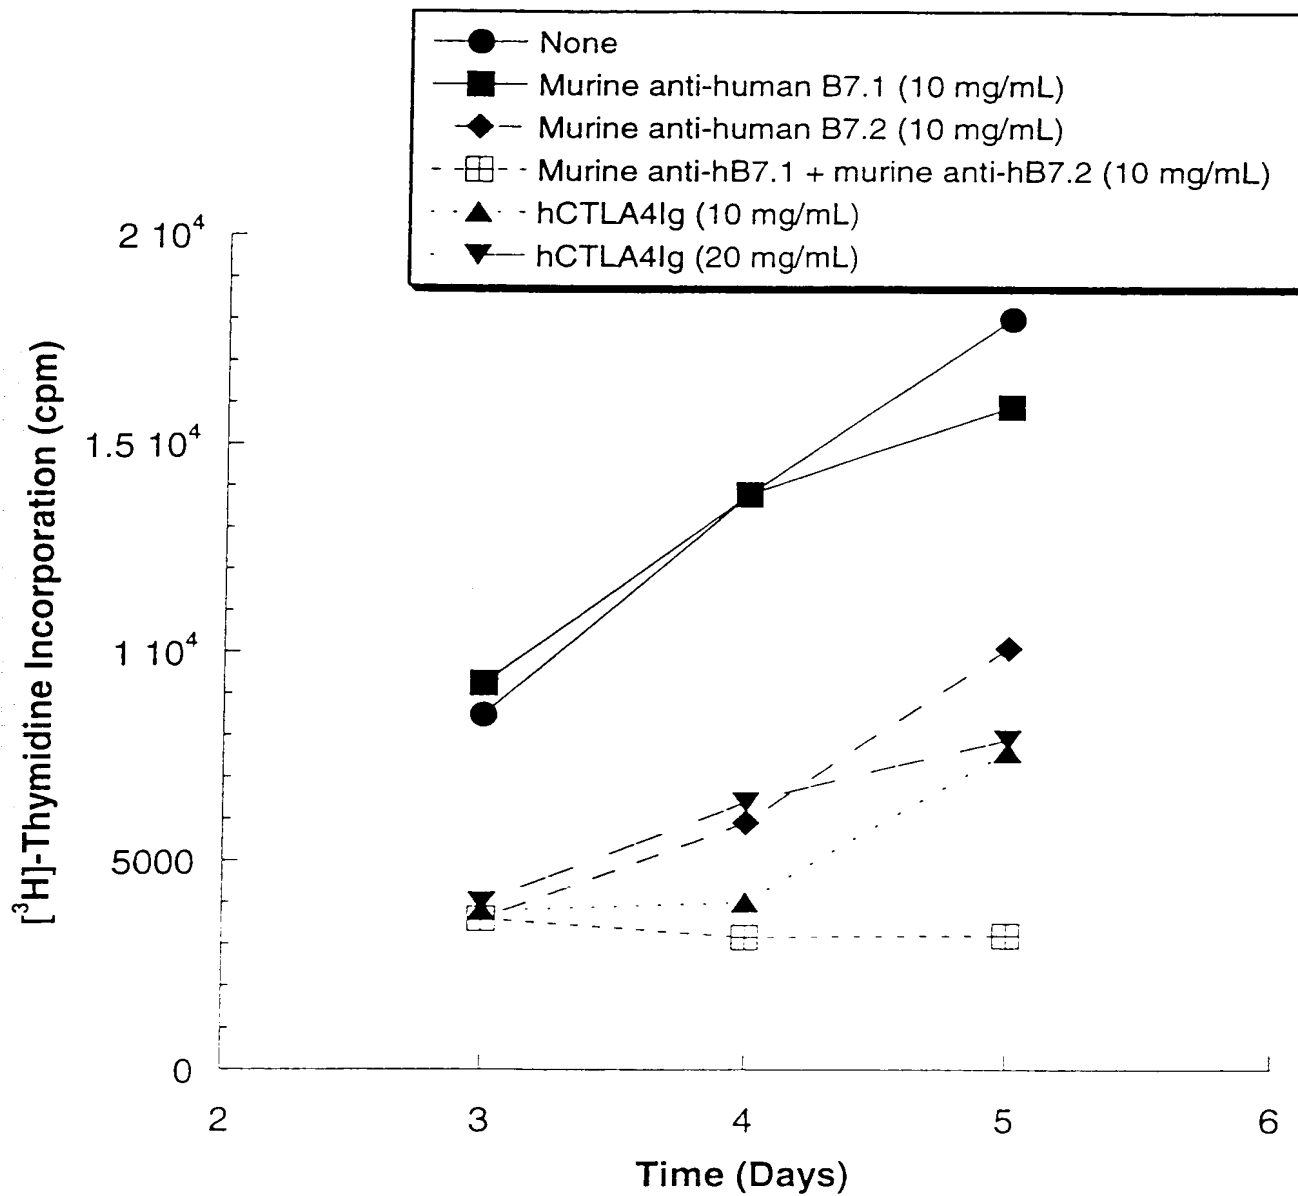 None
Murine anti-human B7.1 (10 mg/mL)
Murine anti-human B7.2 (10 mg/mL)
Murine anti-hB7.1 + murine anti-hB7.2 (10 mg/mL)
hCTLA4Ig (10 mg/mL)
hCTLA4Ig (20 mg/mL)
2 10⁴
1.5 10⁴
1 10⁴
5000
0
[³H]-Thymidine Incorporation (cpm)
2 3 4 5 6
Time (Days)